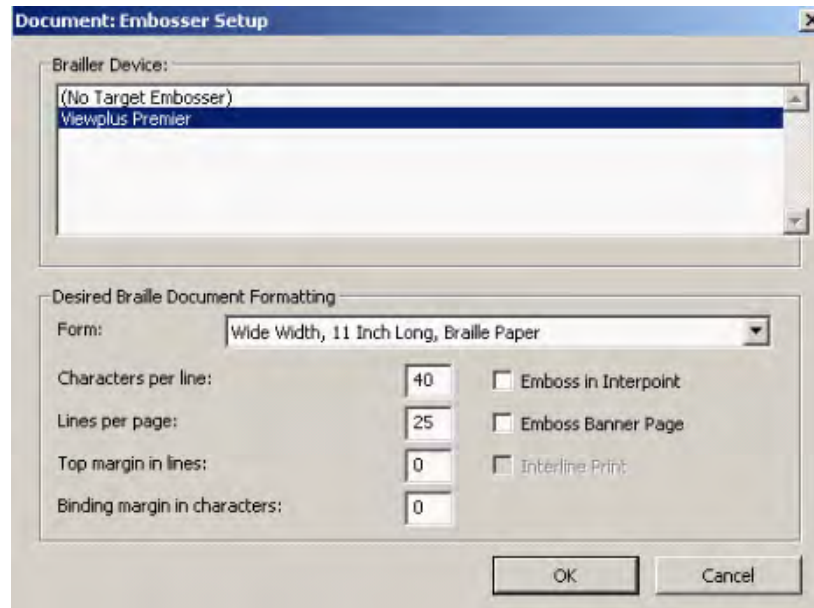 Document: Embosser Setup
Brailler Device:
(No Target Embosser)
Viewplus Premier
Desired Braille Document Formatting
Form: Wide Width, 11 Inch Long, Braille Paper
Characters per line: 40 Emboss in Interpoint
Lines per page: 25 Emboss Banner Page
Top margin in lines: 0 Interline Print
Binding margin in characters: 0
OK Cancel